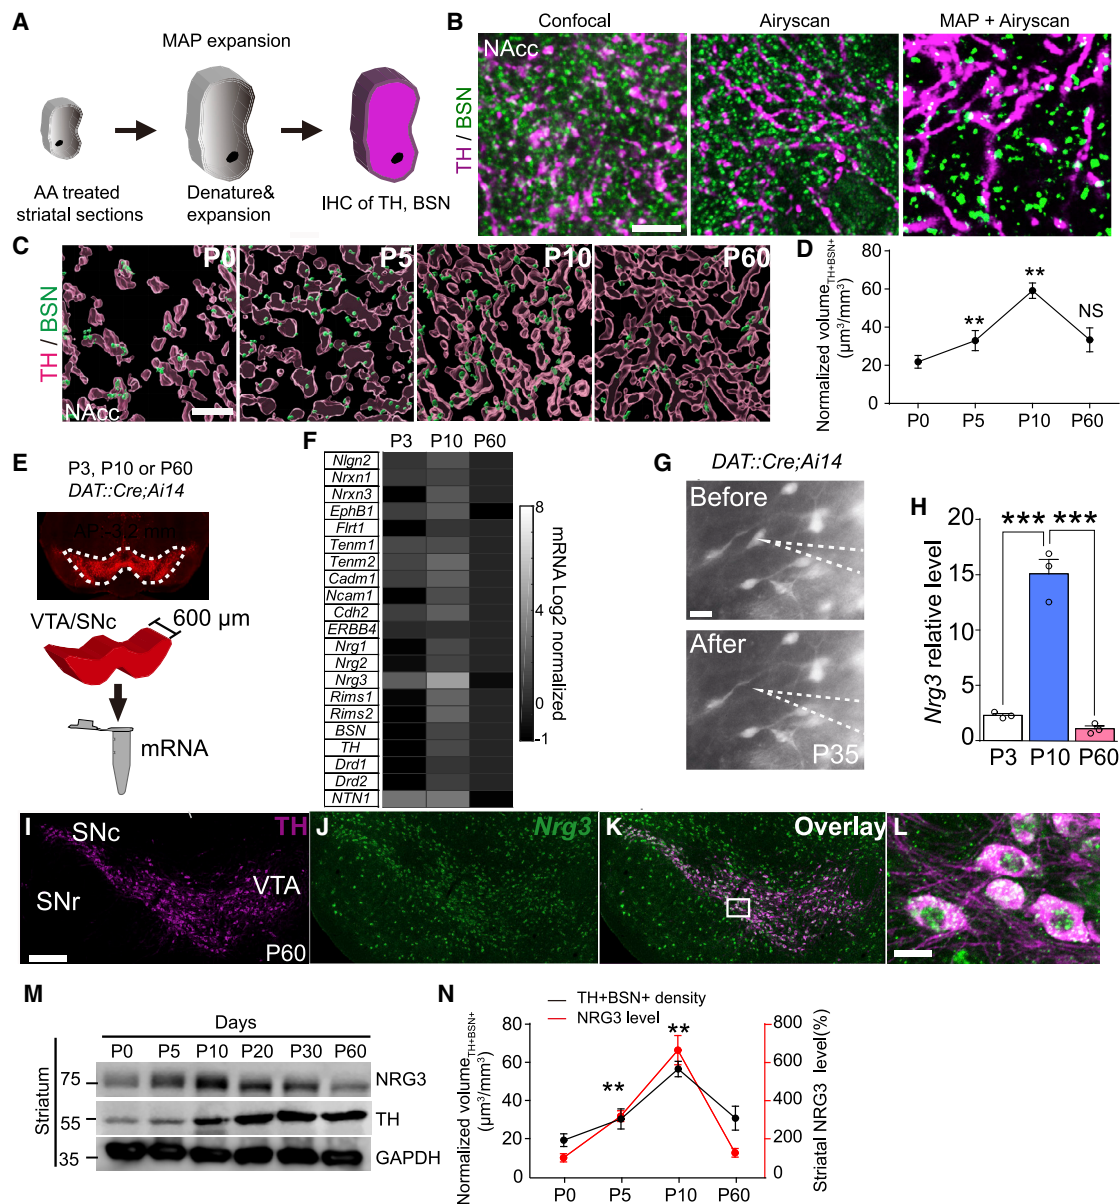 A
MAP expansion
AA treated
striatal sections
Denature&
expansion
IHC of TH, BSN
B
Confocal
Airyscan
MAP + Airyscan
TH / BSN
NAcc
C
TH / BSN
P0
P5
P10
P60
NAcc
D
Normalized volume TH+BSN+
(μm³/mm³)
80
60
40
20
0
**
**
NS
P0
P5
P10
P60
E
P3, P10 or P60
DAT::Cre;Ai14
AP -3.2 mm
VTA/SNc
600 μm
mRNA
F
P3
P10
P60
Nlgn2
Nrxn1
Nrxn3
EphB1
Flrt1
Tenm1
Tenm2
Cadm1
Ncam1
Cdh2
ERBB4
Nrg1
Nrg2
Nrg3
Rims1
Rims2
BSN
TH
Drd1
Drd2
NTN1
8
4
0
-1
mRNA Log2 normalized
G
DAT::Cre;Ai14
Before
After
P35
H
Nrg3 relative level
20
15
10
5
0
*** ***
P3
P10
P60
I
TH
SNc
SNr
VTA
P60
J
Nrg3
K
Overlay
L
M
Days
P0
P5
P10
P20
P30
P60
Striatum
75
NRG3
55
TH
35
GAPDH
N
TH+BSN+ density
NRG3 level
Normalized volume TH+BSN+
(μm³/mm³)
80
60
40
20
0
**
**
P0
P5
P10
P60
800
600
400
200
0
Striatal NRG3 level(%)